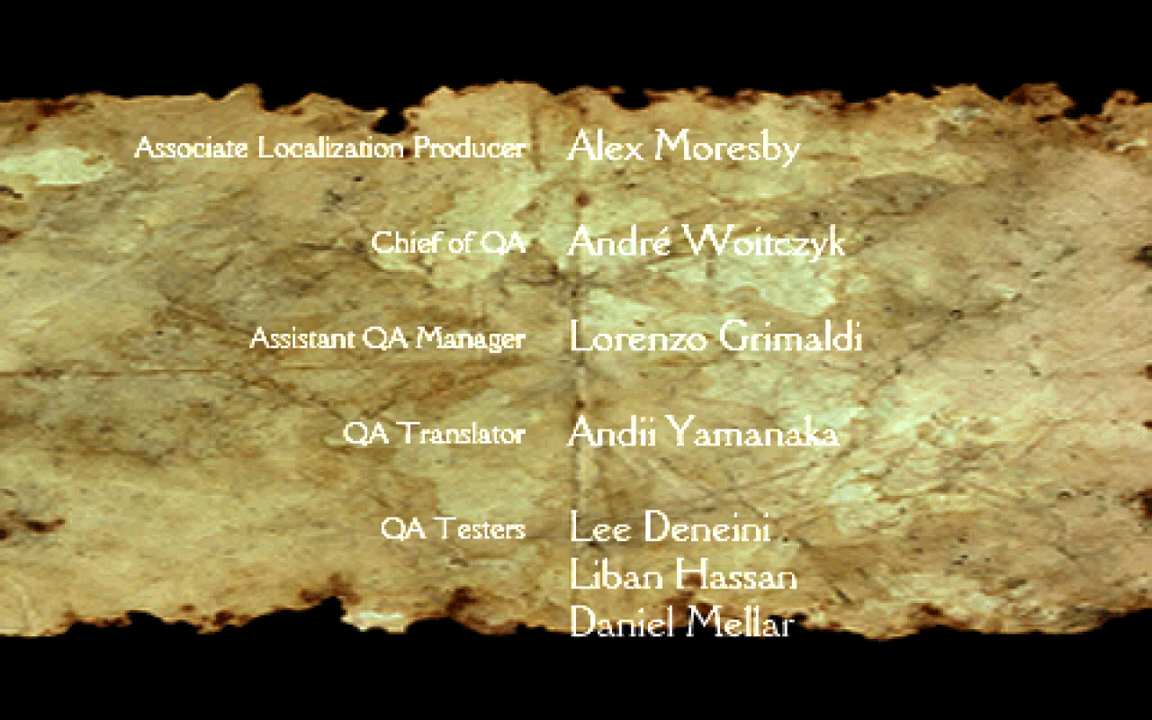 Associate Localization Producer Alex Moresby
Chief of QA André Woitczyk
Assistant QA Manager Lorenzo Grimaldi
QA Translator Andii Yamanaka
QA Testers Lee Deneini
Liban Hassan
Daniel Mellar